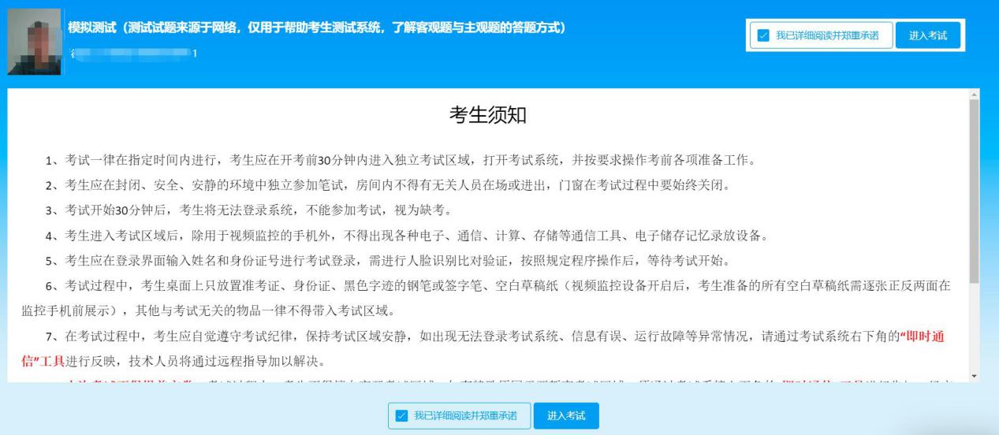 模拟测试（测试试题来源于网络，仅用于帮助考生测试系统，了解客观题与主观题的答题方式）
1
我已详细阅读并郑重承诺 进入考试
考生须知
1、考试一律在指定时间内进行，考生应在开考前30分钟内进入独立考试区域，打开考试系统，并按要求操作考前各项准备工作。
2、考生应在封闭、安全、安静的环境中独立参加笔试，房间内不得有无关人员在场或进出，门窗在考试过程中要始终关闭。
3、考试开始30分钟后，考生将无法登录系统，不能参加考试，视为缺考。
4、考生进入考试区域后，除用于视频监控的手机外，不得出现各种电子、通信、计算、存储等通信工具、电子储存记忆录放设备。
5、考生应在登录界面输入姓名和身份证号进行考试登录，需进行人脸识别比对验证，按照规定程序操作后，等待考试开始。
6、考试过程中，考生桌面上只放置准考证、身份证、黑色字迹的钢笔或签字笔、空白草稿纸（视频监控设备开启后，考生准备的所有空白草稿纸需逐张正反两面在
监控手机前展示），其他与考试无关的物品一律不得带入考试区域。
7、在考试过程中，考生应自觉遵守考试纪律，保持考试区域安静，如出现无法登录考试系统、信息有误、运行故障等异常情况，请通过考试系统右下角的“即时通
信”工具进行反映，技术人员将通过远程指导加以解决。
我已详细阅读并郑重承诺 进入考试